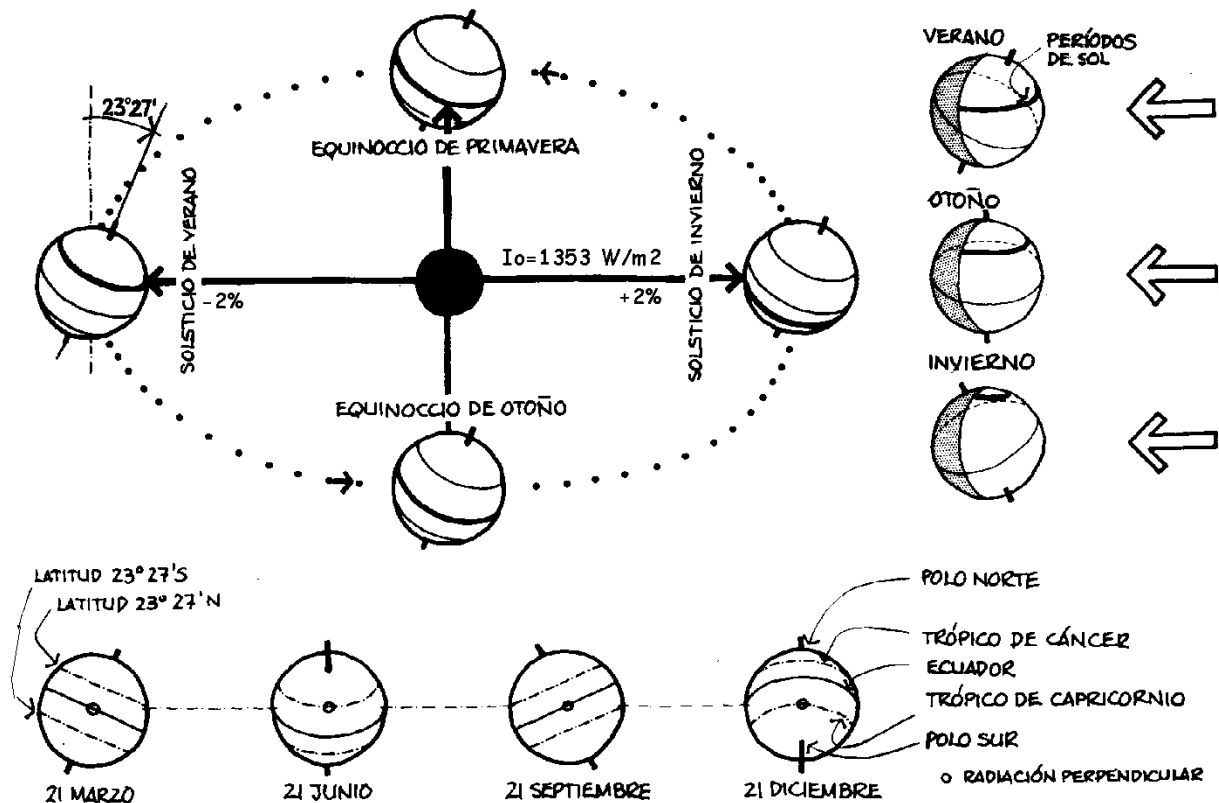 23°27'
EQUINOCCIO DE PRIMAVERA
SOLSTICIO DE VERANO
-2%
Io=1353 W/m2
+2%
SOLSTICIO DE INVIERNO
EQUINOCCIO DE OTOÑO
VERANO
PERÍODOS
DE SOL
OTOÑO
INVIERNO
LATITUD 23°27'S
LATITUD 23°27'N
POLO NORTE
TRÓPICO DE CÁNCER
ECUADOR
TRÓPICO DE CAPRICORNIO
POLO SUR
o RADIACIÓN PERPENDICULAR
21 MARZO
21 JUNIO
21 SEPTIEMBRE
21 DICIEMBRE